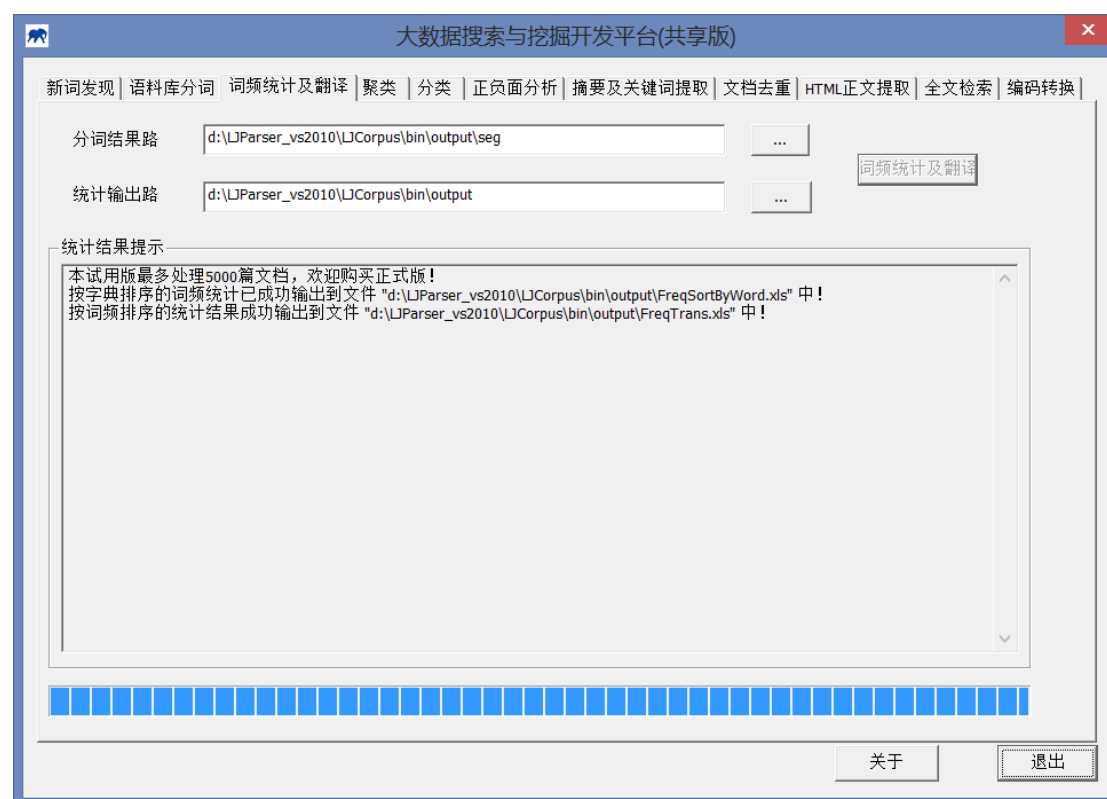 大数据搜索与挖掘开发平台(共享版)
新词发现 语料库分词 词频统计及翻译 聚类 分类 正负面分析 摘要及关键词提取 文档去重 HTML正文提取 全文检索 编码转换
分词结果路 d:\LJParser_vs2010\LJCorpus\bin\output\seg ...
词频统计及翻译
统计输出路 d:\LJParser_vs2010\LJCorpus\bin\output ...
统计结果提示
本试用版最多处理5000篇文档，欢迎购买正式版！
按字典排序的词频统计已成功输出到文件 "d:\LJParser_vs2010\LJCorpus\bin\output\FreqSortByWord.xls" 中！
按词频排序的统计结果成功输出到文件 "d:\LJParser_vs2010\LJCorpus\bin\output\FreqTrans.xls" 中！
关于 退出